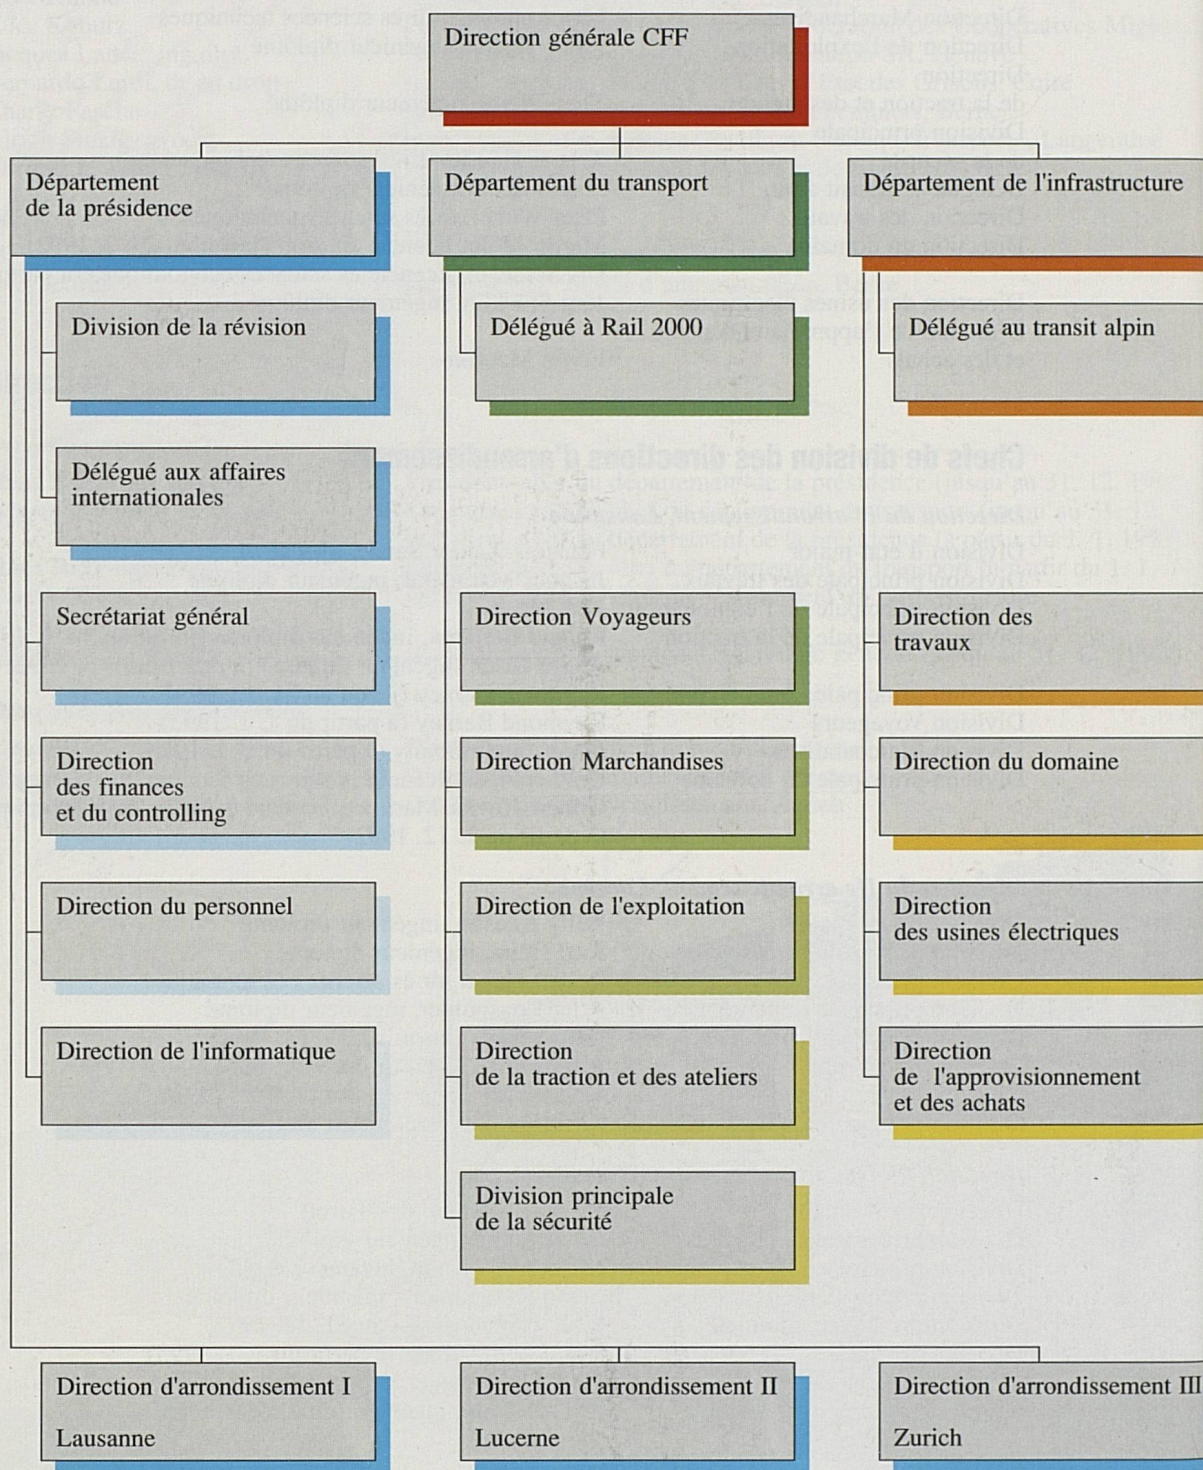 Direction générale CFF
Département
de la présidence
Département du transport
Département de l'infrastructure
Division de la révision
Délégué à Rail 2000
Délégué au transit alpin
Délégué aux affaires
internationales
Secrétariat général
Direction Voyageurs
Direction des
travaux
Direction
des finances
et du controlling
Direction Marchandises
Direction du domaine
Direction du personnel
Direction de l'exploitation
Direction
des usines électriques
Direction de l'informatique
Direction
de la traction et des ateliers
Direction
de l'approvisionnement
et des achats
Division principale
de la sécurité
Direction d'arrondissement I
Lausanne
Direction d'arrondissement II
Lucerne
Direction d'arrondissement III
Zurich